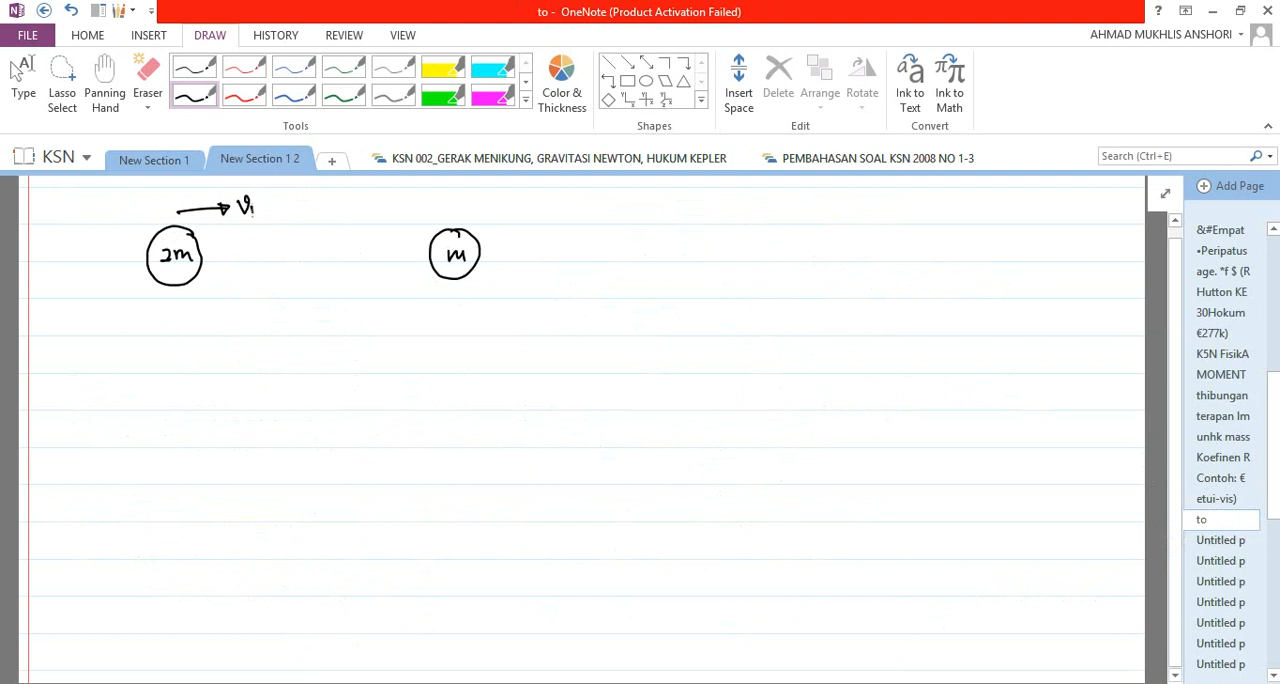 to - OneNote (Product Activation Failed)
FILE HOME INSERT DRAW HISTORY REVIEW VIEW
AHMAD MUKHLIS ANSHORI
Type
Lasso Select
Panning Hand
Eraser
Color & Thickness
Insert Space
Delete
Arrange
Rotate
Ink to Text
Ink to Math
Tools
Shapes
Edit
Convert
KSN
New Section 1
New Section 1 2
KSN 002_GERAK MENIKUNG, GRAVITASI NEWTON, HUKUM KEPLER
PEMBAHASAN SOAL KSN 2008 NO 1-3
Search (Ctrl+E)
Add Page
V₁
2m
m
&#Empat
•Peripatus
age. *f $ (R
Hutton KE
30Hokum
€277k)
K5N FisikA
MOMENT
thibungan
terapan Im
unhk mass
Koefinen R
Contoh: €
etui-vis)
to
Untitled p
Untitled p
Untitled p
Untitled p
Untitled p
Untitled p
Untitled p